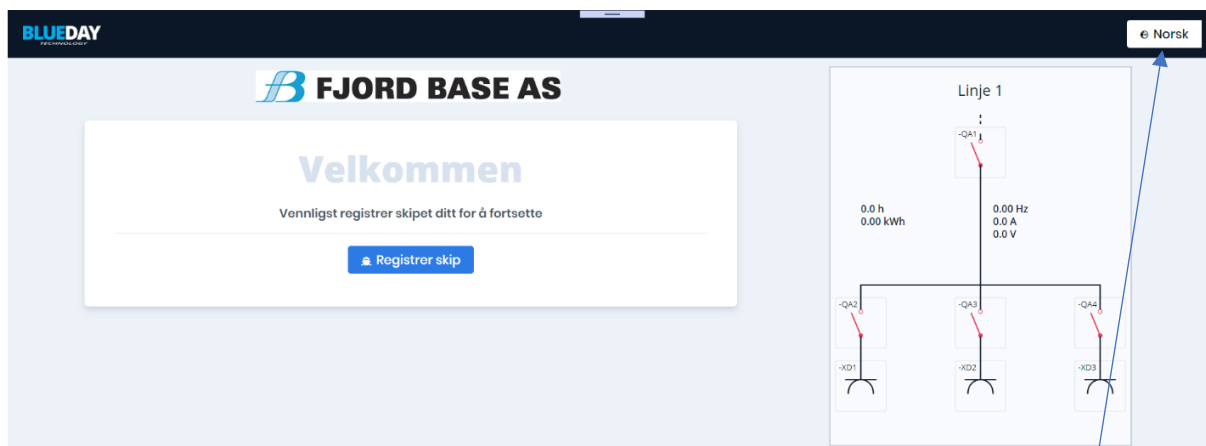 BLUEDAY
TECHNOLOGY
Norsk
FJORD BASE AS
Velkommen
Vennligst registrer skipet ditt for å fortsette
Registrer skip
Linje 1
-QA1
0.0 h
0.00 kWh
0.00 Hz
0.0 A
0.0 V
-QA2
-QA3
-QA4
-XD1
-XD2
-XD3